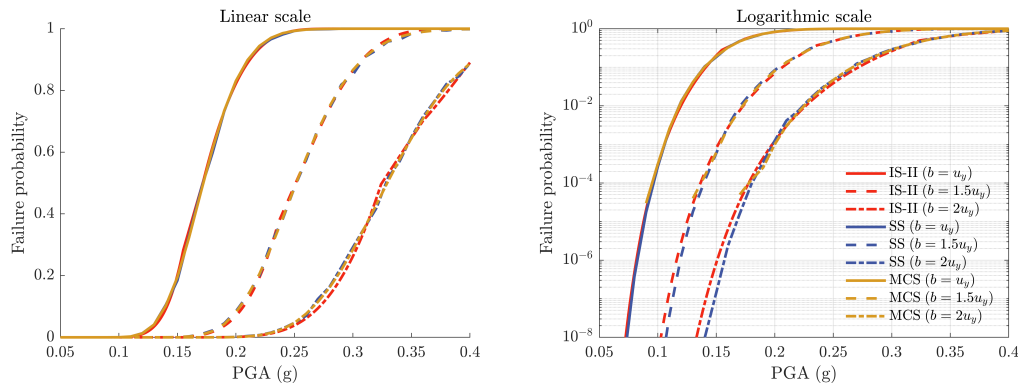 Linear scale
Failure probability
1
0.8
0.6
0.4
0.2
0
0.05 0.1 0.15 0.2 0.25 0.3 0.35 0.4
PGA (g)
Logarithmic scale
Failure probability
10⁰
10⁻²
10⁻⁴
10⁻⁶
10⁻⁸
IS-II (b = u_y)
IS-II (b = 1.5u_y)
IS-II (b = 2u_y)
SS (b = u_y)
SS (b = 1.5u_y)
SS (b = 2u_y)
MCS (b = u_y)
MCS (b = 1.5u_y)
MCS (b = 2u_y)
0.05 0.1 0.15 0.2 0.25 0.3 0.35 0.4
PGA (g)